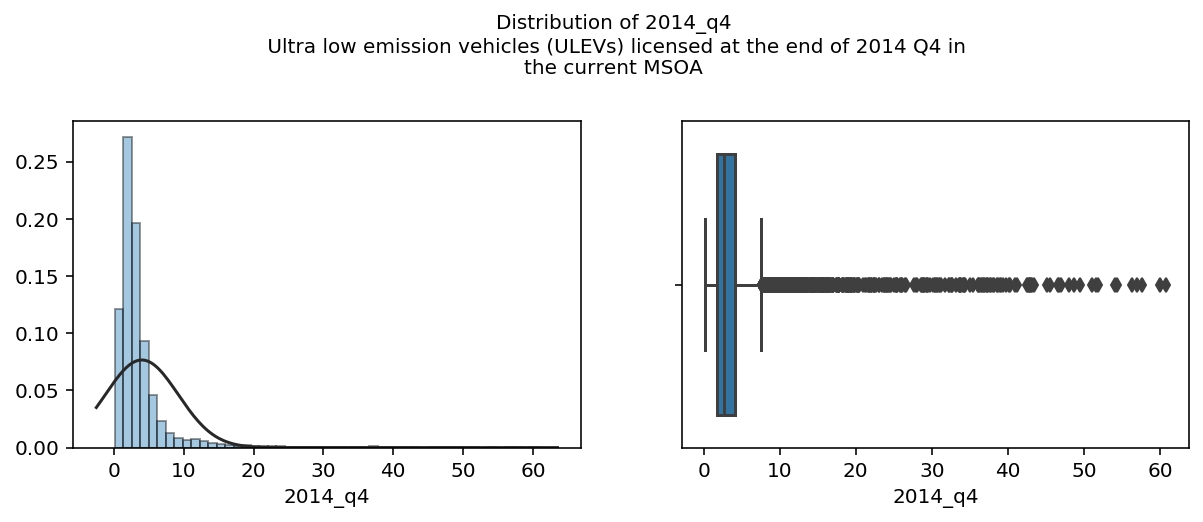 Distribution of 2014_q4
Ultra low emission vehicles (ULEVs) licensed at the end of 2014 Q4 in
the current MSOA
0.25
0.20
0.15
0.10
0.05
0.00
0 10 20 30 40 50 60
2014_q4
0 10 20 30 40 50 60
2014_q4